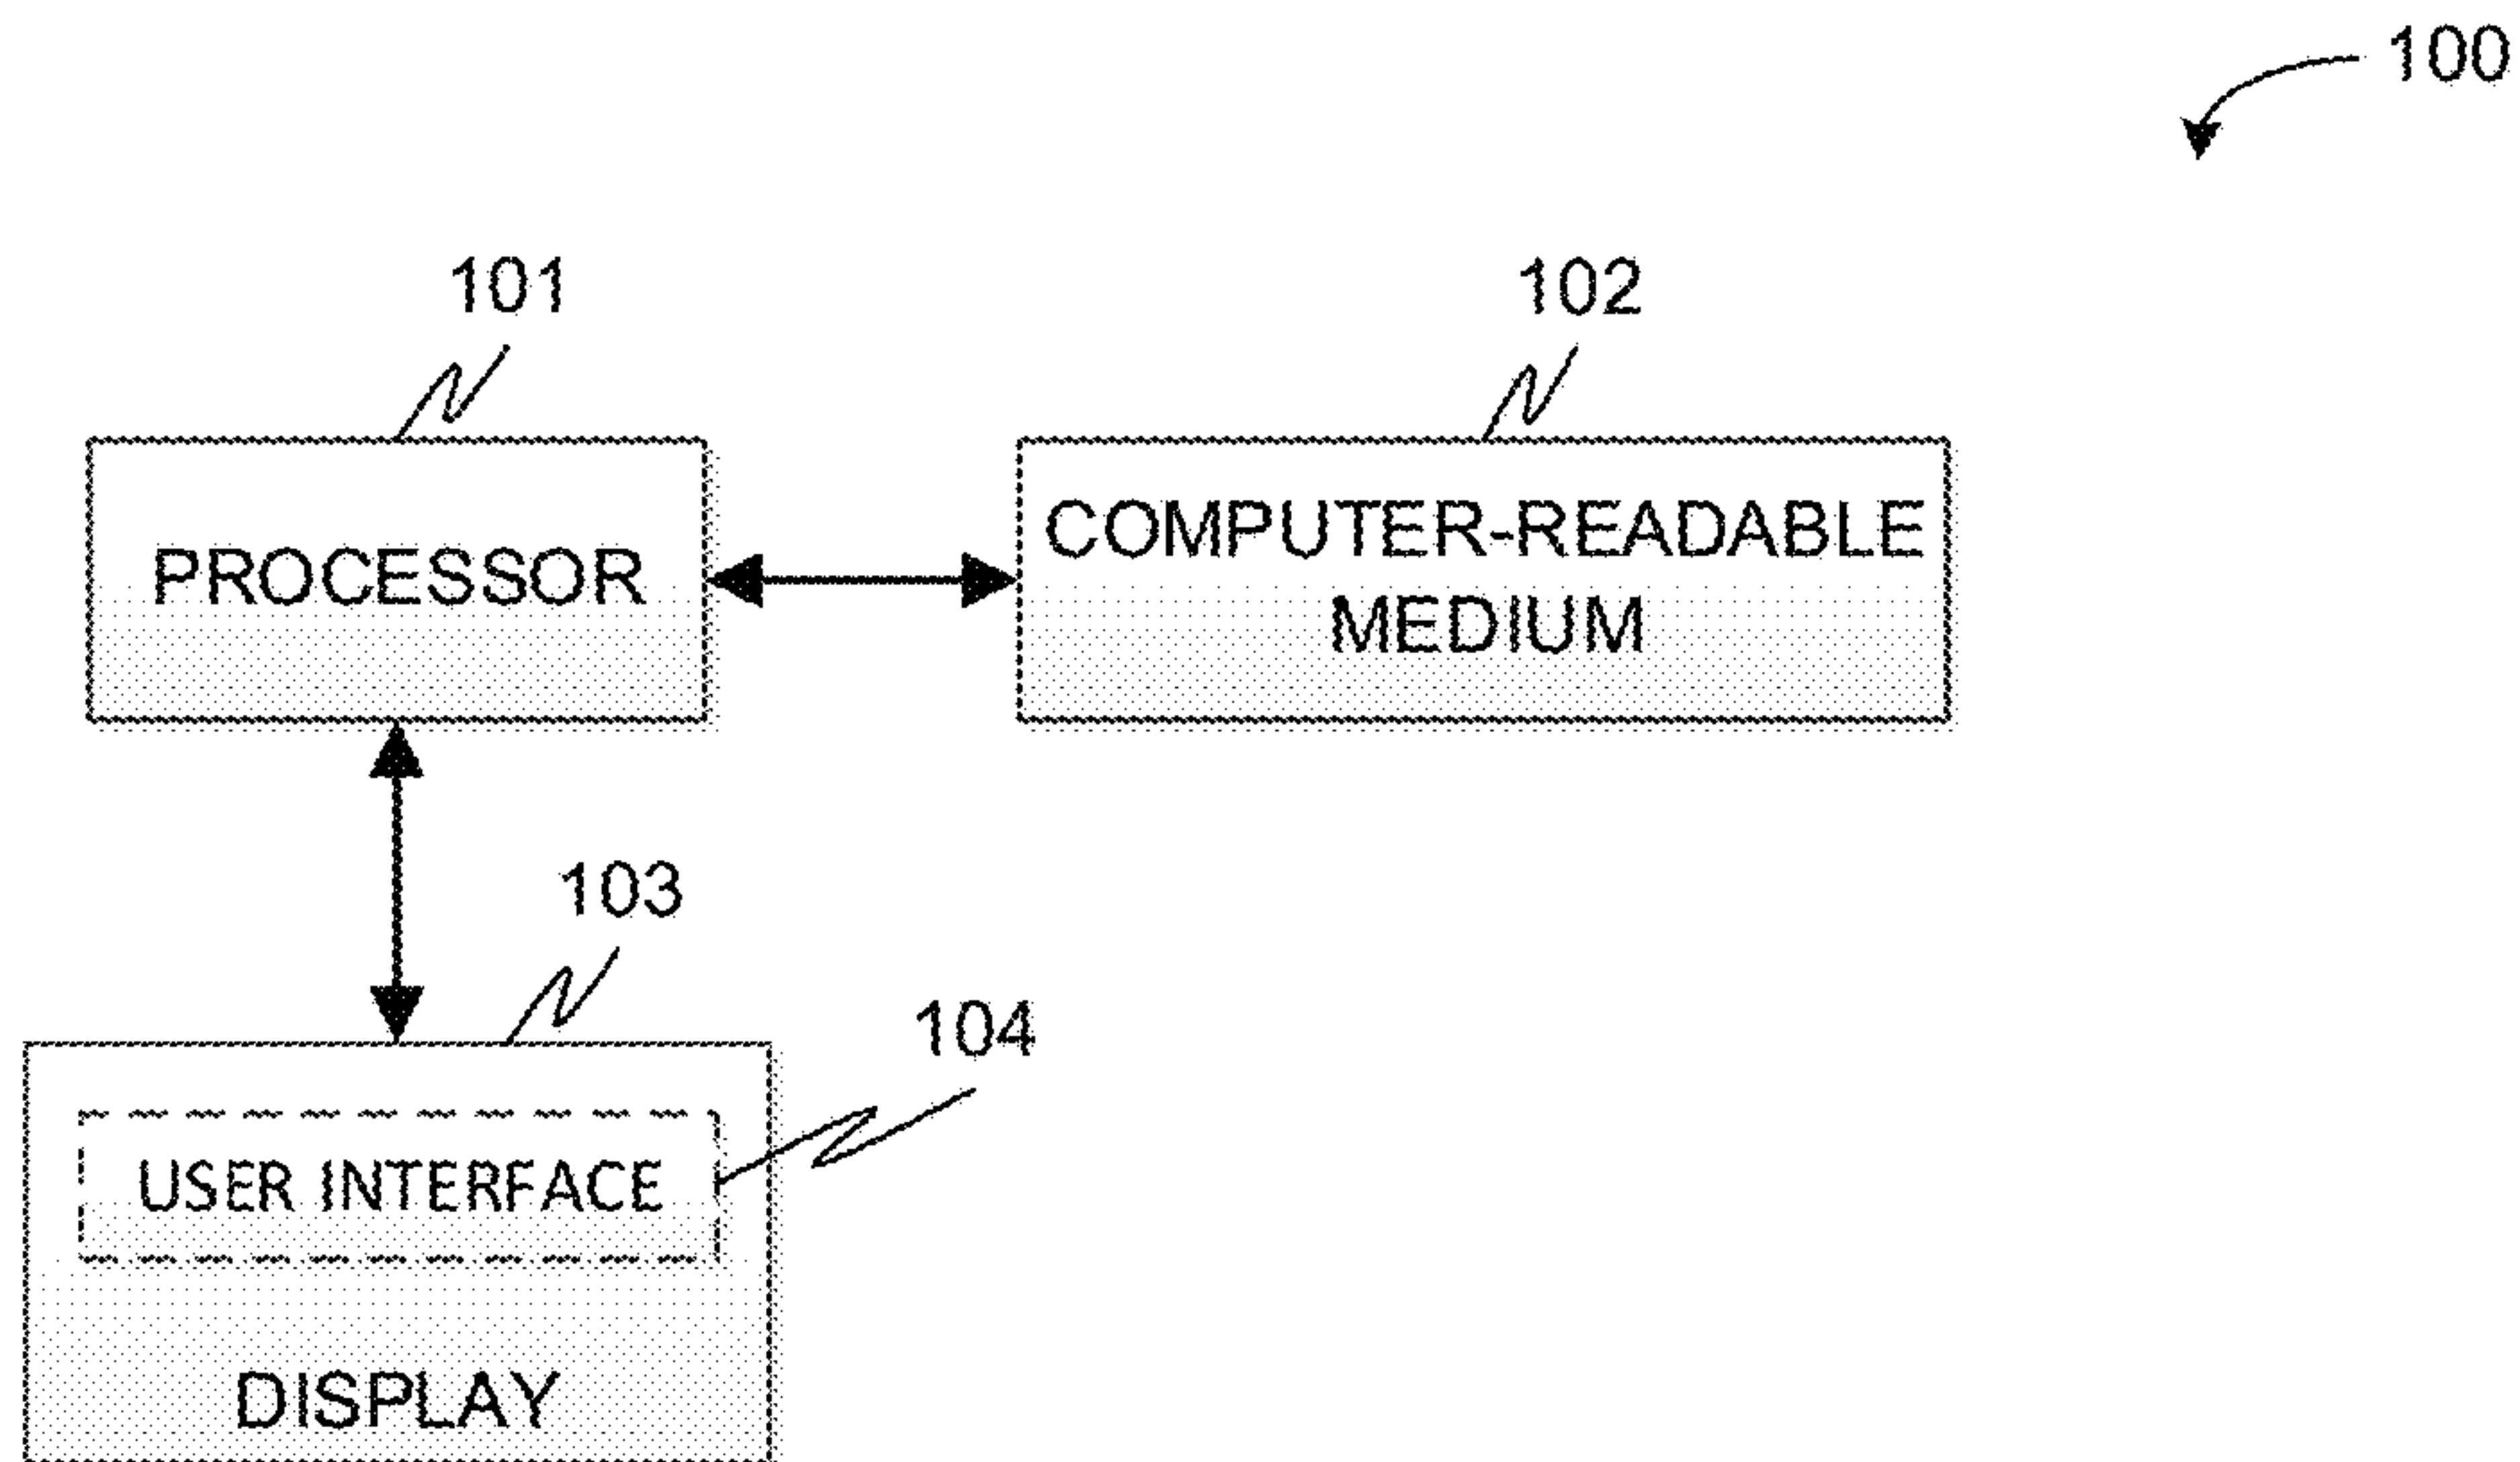 100
101
102
PROCESSOR
COMPUTER-READABLE
MEDIUM
103
104
USER INTERFACE
DISPLAY